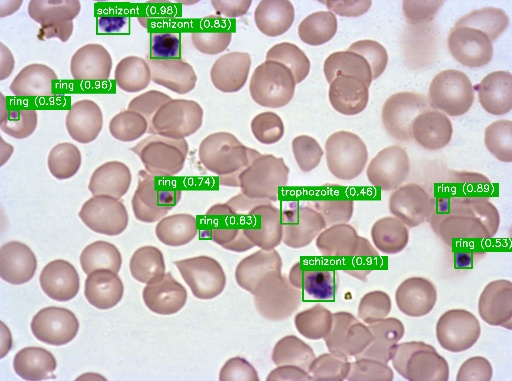 schizont (0.98)
schizont (0.83)
ring (0.96)
ring (0.95)
ring (0.74)
trophozoite (0.46)
ring (0.89)
ring (0.83)
ring (0.53)
schizont (0.91)